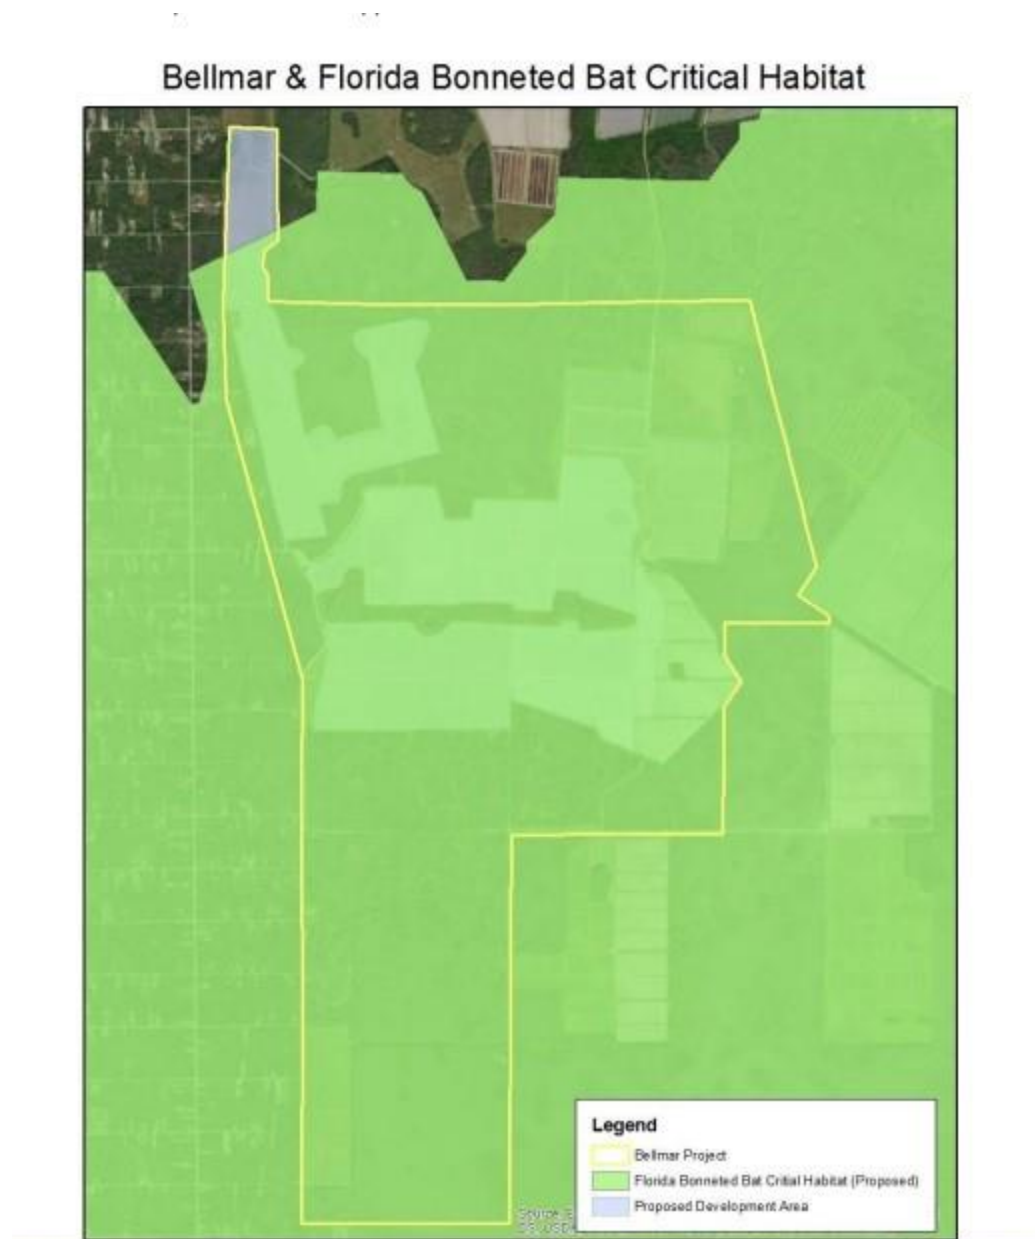 Bellmar & Florida Bonneted Bat Critical Habitat
Legend
Bellmar Project
Florida Bonneted Bat Critial Habitat (Proposed)
Proposed Development Area